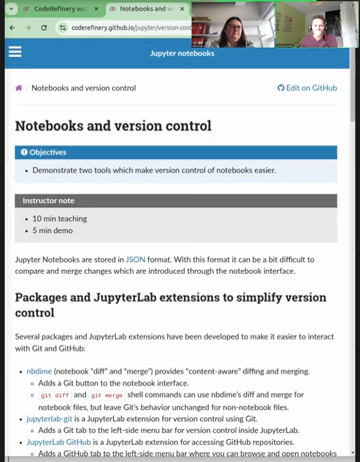 CodeRefinery wo
Notebooks and ve
coderefinery.github.io/jupyter/version-con
Jupyter notebooks
/ Notebooks and version control
Edit on GitHub
Notebooks and version control
Objectives
• Demonstrate two tools which make version control of notebooks easier.
Instructor note
• 10 min teaching
• 5 min demo
Jupyter Notebooks are stored in JSON format. With this format it can be a bit difficult to
compare and merge changes which are introduced through the notebook interface.
Packages and JupyterLab extensions to simplify version
control
Several packages and JupyterLab extensions have been developed to make it easier to interact
with Git and GitHub:
• nbdime (notebook "diff" and "merge") provides "content-aware" diffing and merging.
Adds a Git button to the notebook interface.
git diff and git merge shell commands can use nbdime's diff and merge for
notebook files, but leave Git's behavior unchanged for non-notebook files.
• jupyterlab-git is a JupyterLab extension for version control using Git.
Adds a Git tab to the left-side menu bar for version control inside JupyterLab.
• JupyterLab GitHub is a JupyterLab extension for accessing GitHub repositories.
Adds a GitHub tab to the left-side menu bar where you can browse and open notebooks